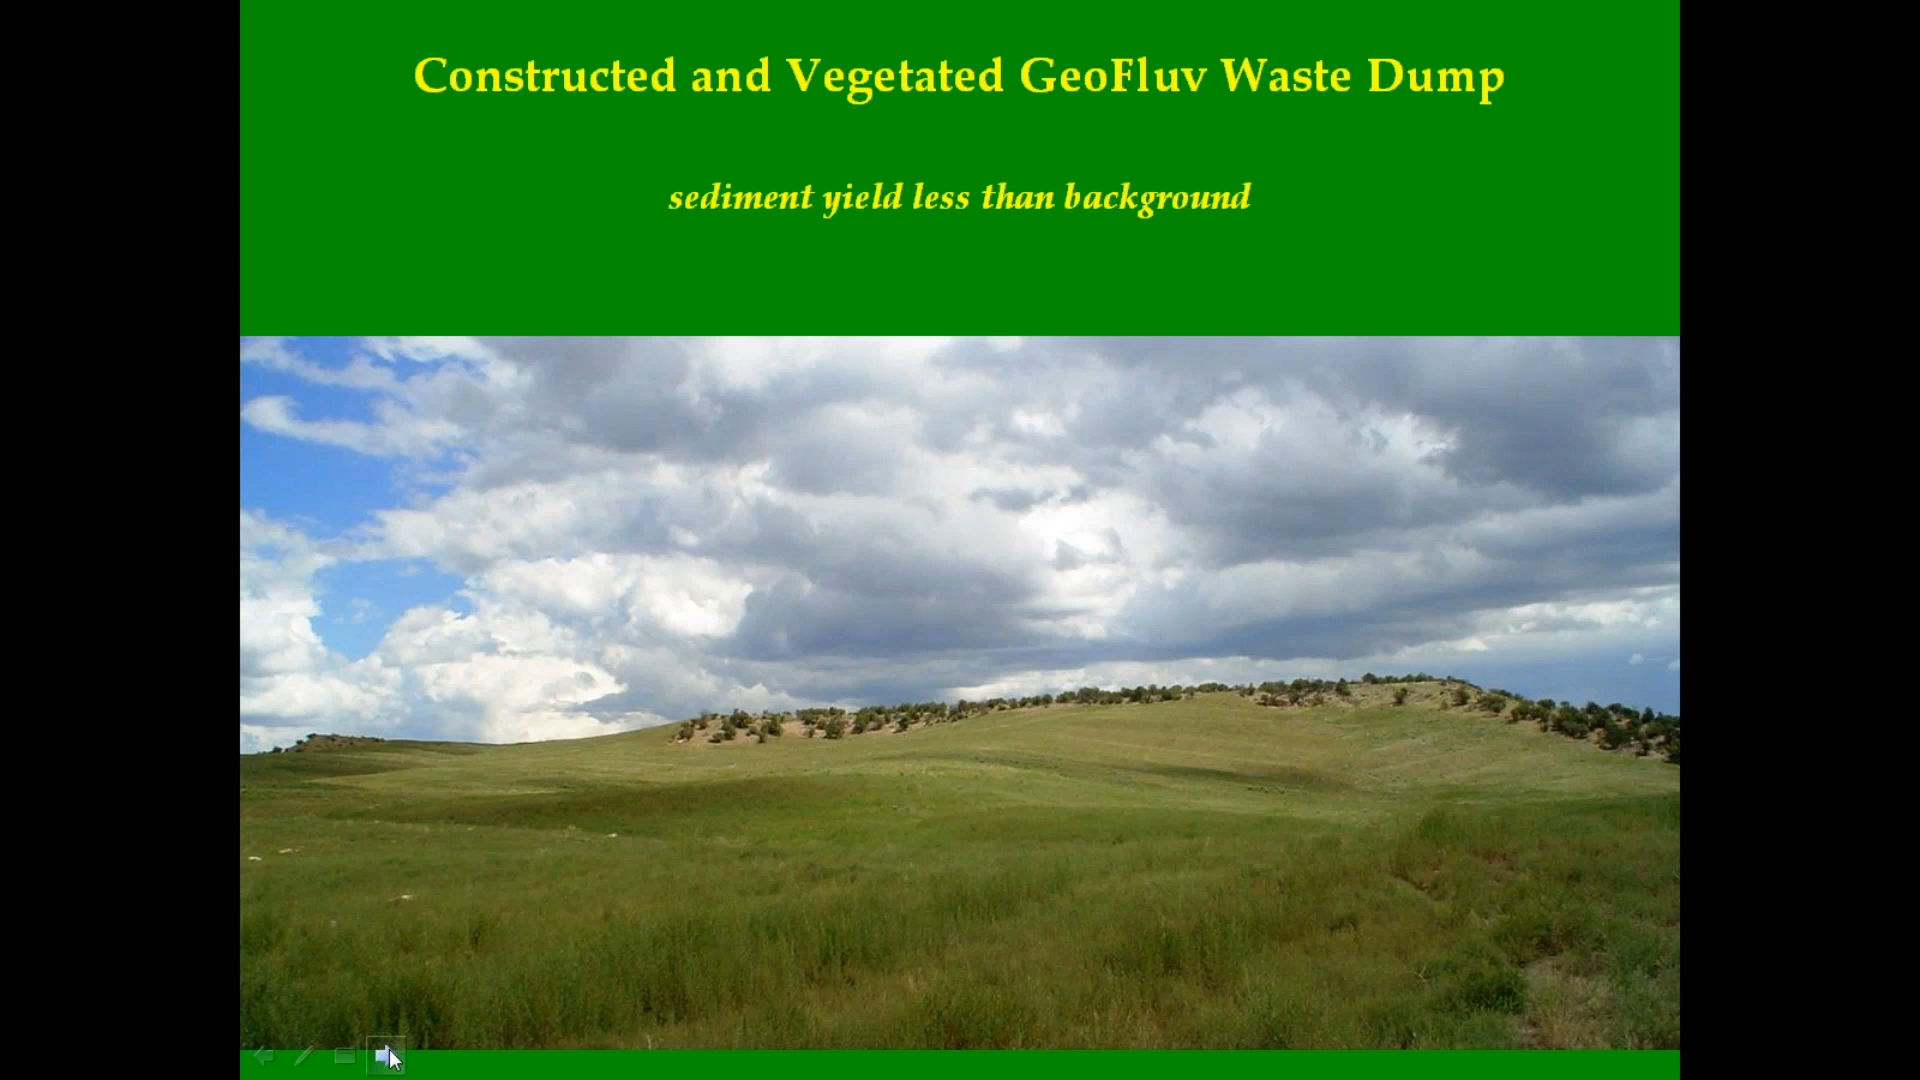 Constructed and Vegetated GeoFluv Waste Dump
sediment yield less than background